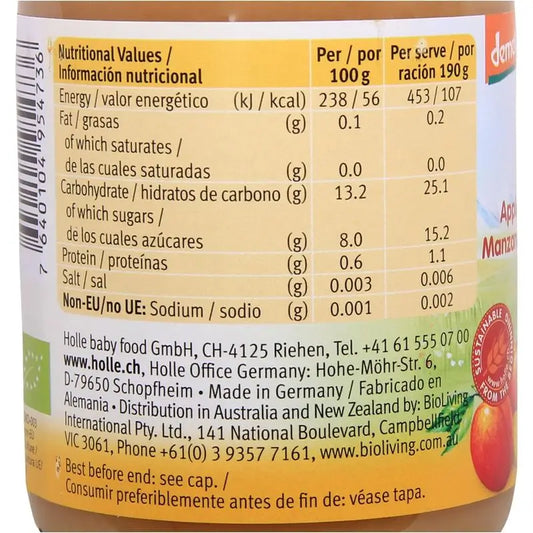 Nutritional Values / Per / por Per serve / por
Información nutricional 100 g ración 190 g
Energy / valor energético (kJ / kcal) 238 / 56 453 / 107
Fat / grasas (g) 0.1 0.2
of which saturates /
de las cuales saturadas (g) 0.0 0.0
Carbohydrate / hidratos de carbono (g) 13.2 25.1
of which sugars /
de los cuales azúcares (g) 8.0 15.2
Protein / proteínas (g) 0.6 1.1
Salt / sal (g) 0.003 0.006
Non-EU/no UE: Sodium / sodio (g) 0.001 0.002
Holle baby food GmbH, CH-4125 Riehen, Tel. +41 61 555 07 00
www.holle.ch, Holle Office Germany: Hohe-Möhr-Str. 6,
D-79650 Schopfheim • Made in Germany / Fabricado en
Alemania • Distribution in Australia and New Zealand by: BioLiving
International Pty. Ltd., 141 National Boulevard, Campbellfield
VIC 3061, Phone +61(0) 3 9357 7161, www.bioliving.com
Best before end: see cap. /
Consumir preferiblemente antes de fin de: véase tapa.
7 640104 954736
deme
App
Manzan
SUSTAINABLE
FROM THE